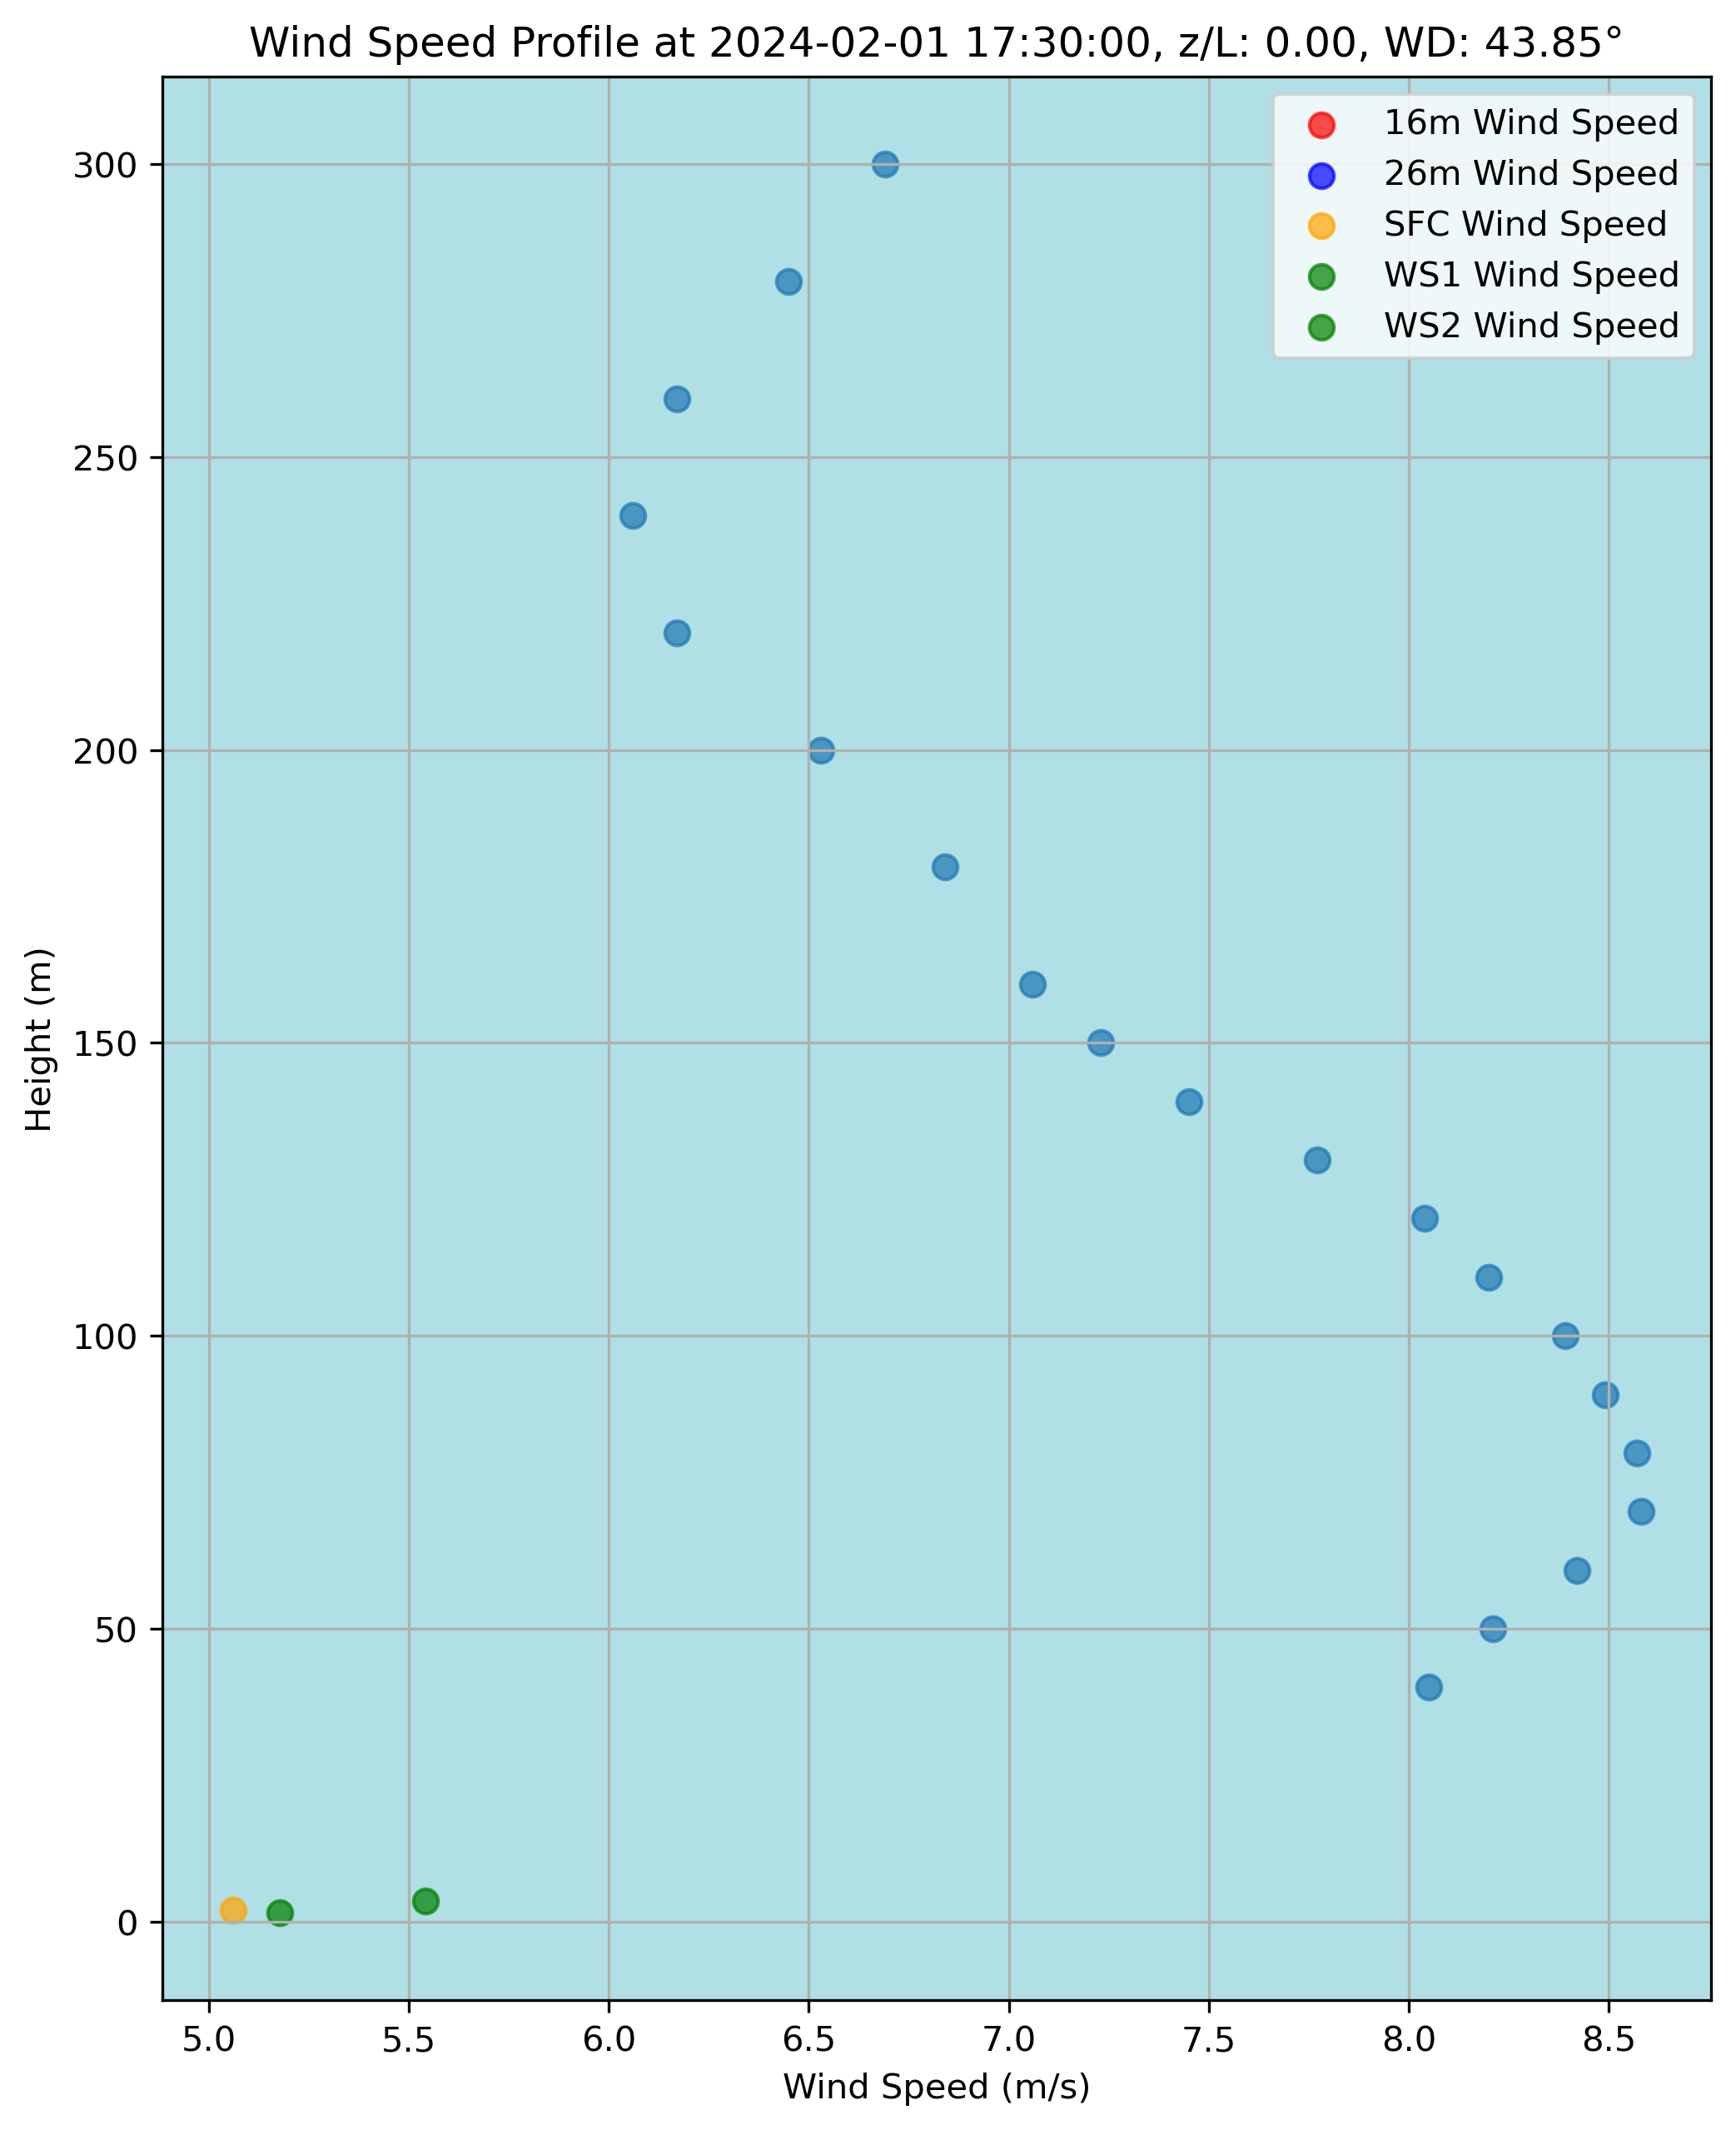 Wind Speed Profile at 2024-02-01 17:30:00, z/L: 0.00, WD: 43.85°
16m Wind Speed
26m Wind Speed
SFC Wind Speed
WS1 Wind Speed
WS2 Wind Speed
300
250
200
150
100
50
0
Height (m)
5.0 5.5 6.0 6.5 7.0 7.5 8.0 8.5
Wind Speed (m/s)